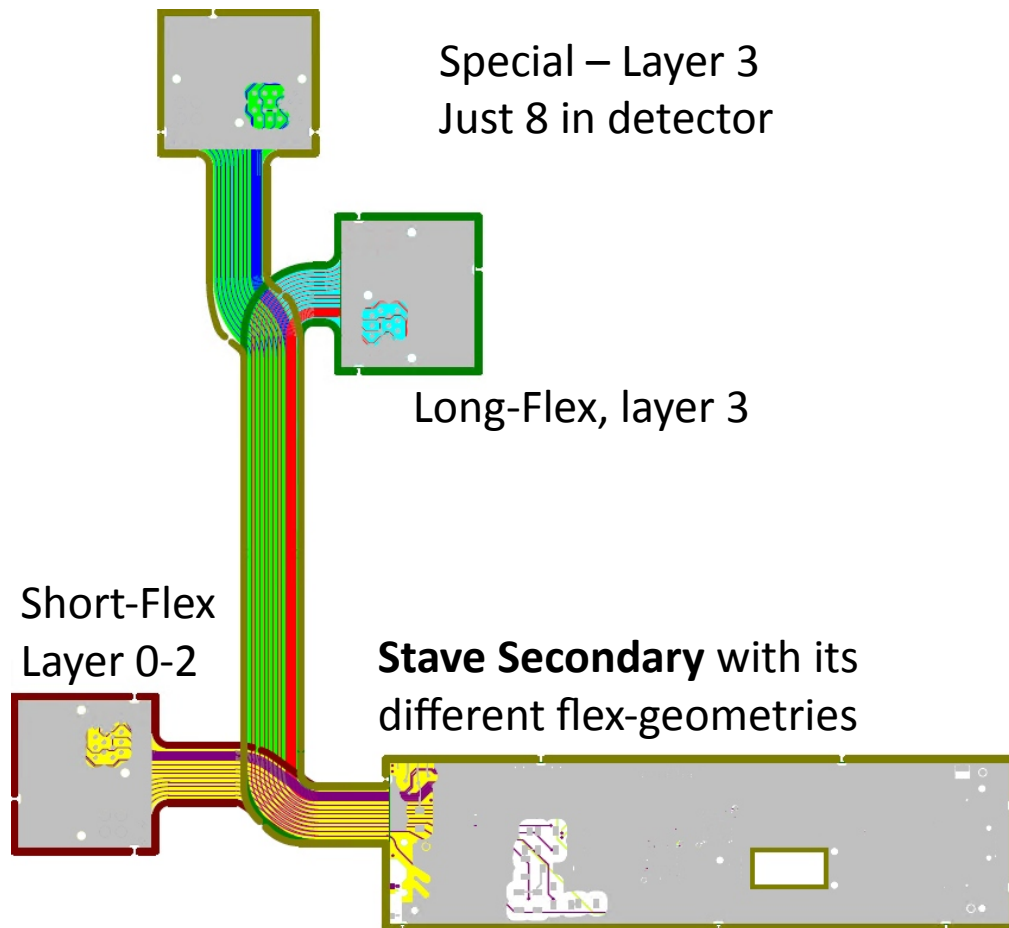 Special – Layer 3
Just 8 in detector
Long-Flex, layer 3
Short-Flex
Layer 0-2
Stave Secondary with its
different flex-geometries